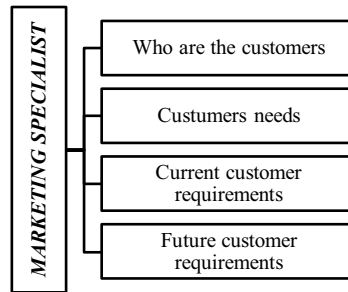 MARKETING SPECIALIST
Who are the customers
Custumers needs
Current customer
requirements
Future customer
requirements